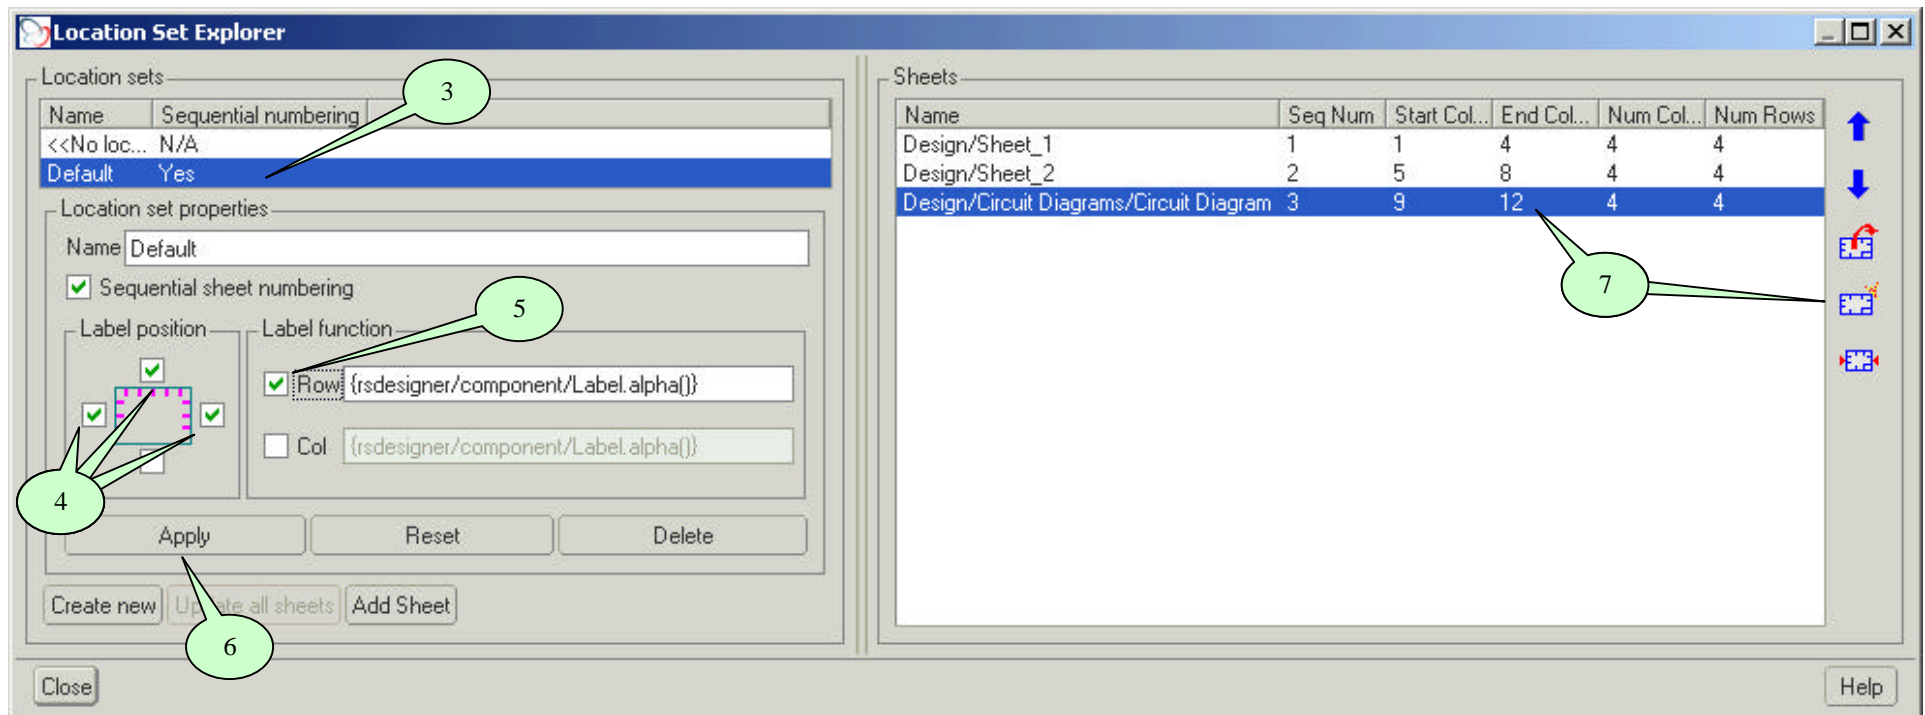 Location Set Explorer
Location sets
Name Sequential numbering
<<No loc... N/A
Default Yes
3
Location set properties
Name Default
Sequential sheet numbering
Label position
Label function
5
Row {rsdesigner/component/Label.alpha()}
Col {rsdesigner/component/Label.alpha()}
4
Apply Reset Delete
Create new Update all sheets Add Sheet
6
Close
Sheets
Name Seq Num Start Col... End Col... Num Col... Num Rows
Design/Sheet_1 1 1 4 4 4
Design/Sheet_2 2 5 8 4 4
Design/Circuit Diagrams/Circuit Diagram 3 9 12 4 4
7
Help